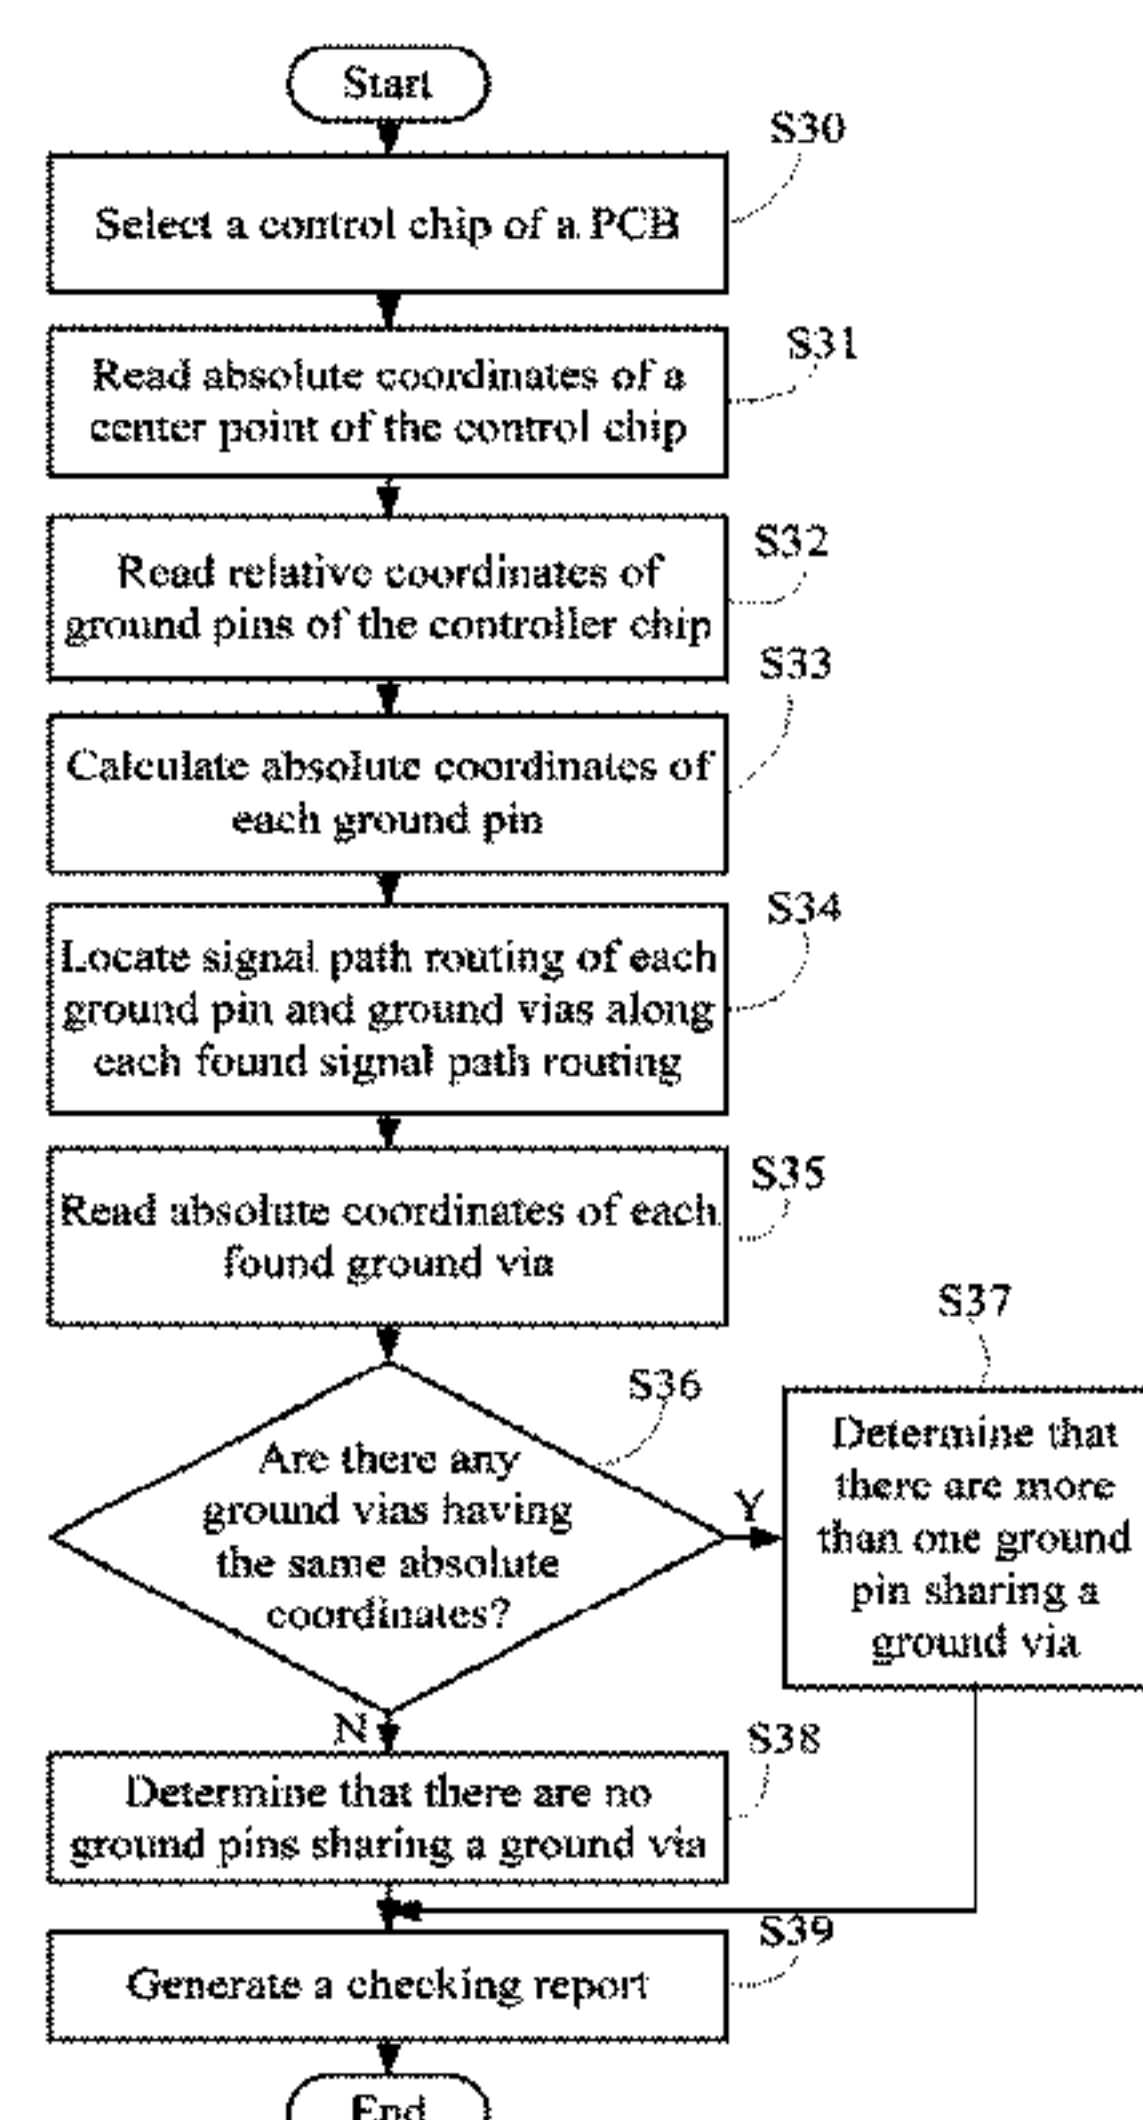 Start
S30
Select a control chip of a PCB
S31
Read absolute coordinates of a
center point of the control chip
S32
Read relative coordinates of
ground pins of the controller chip
S33
Calculate absolute coordinates of
each ground pin
S34
Locate signal path routing of each
ground pin and ground vias along
each found signal path routing
S35
Read absolute coordinates of each
found ground via
S36
Are there any
ground vias having
the same absolute
coordinates?
Y
S37
Determine that
there are more
than one ground
pin sharing a
ground via
N
S38
Determine that there are no
ground pins sharing a ground via
S39
Generate a checking report
End